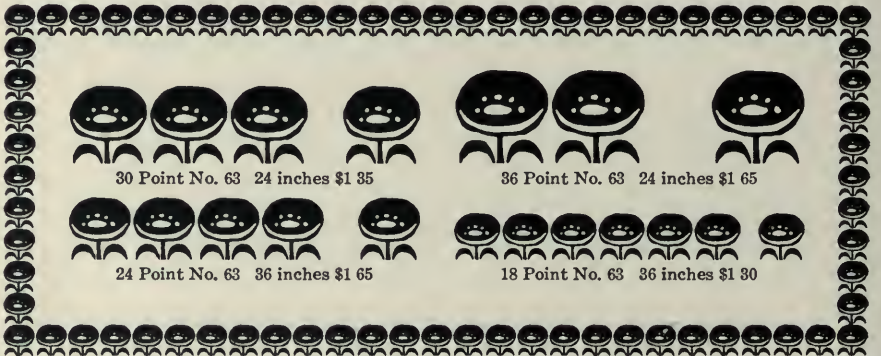 30 Point No. 63 24 inches $1 35
36 Point No. 63 24 inches $1 65
24 Point No. 63 36 inches $1 65
18 Point No. 63 36 inches $1 30